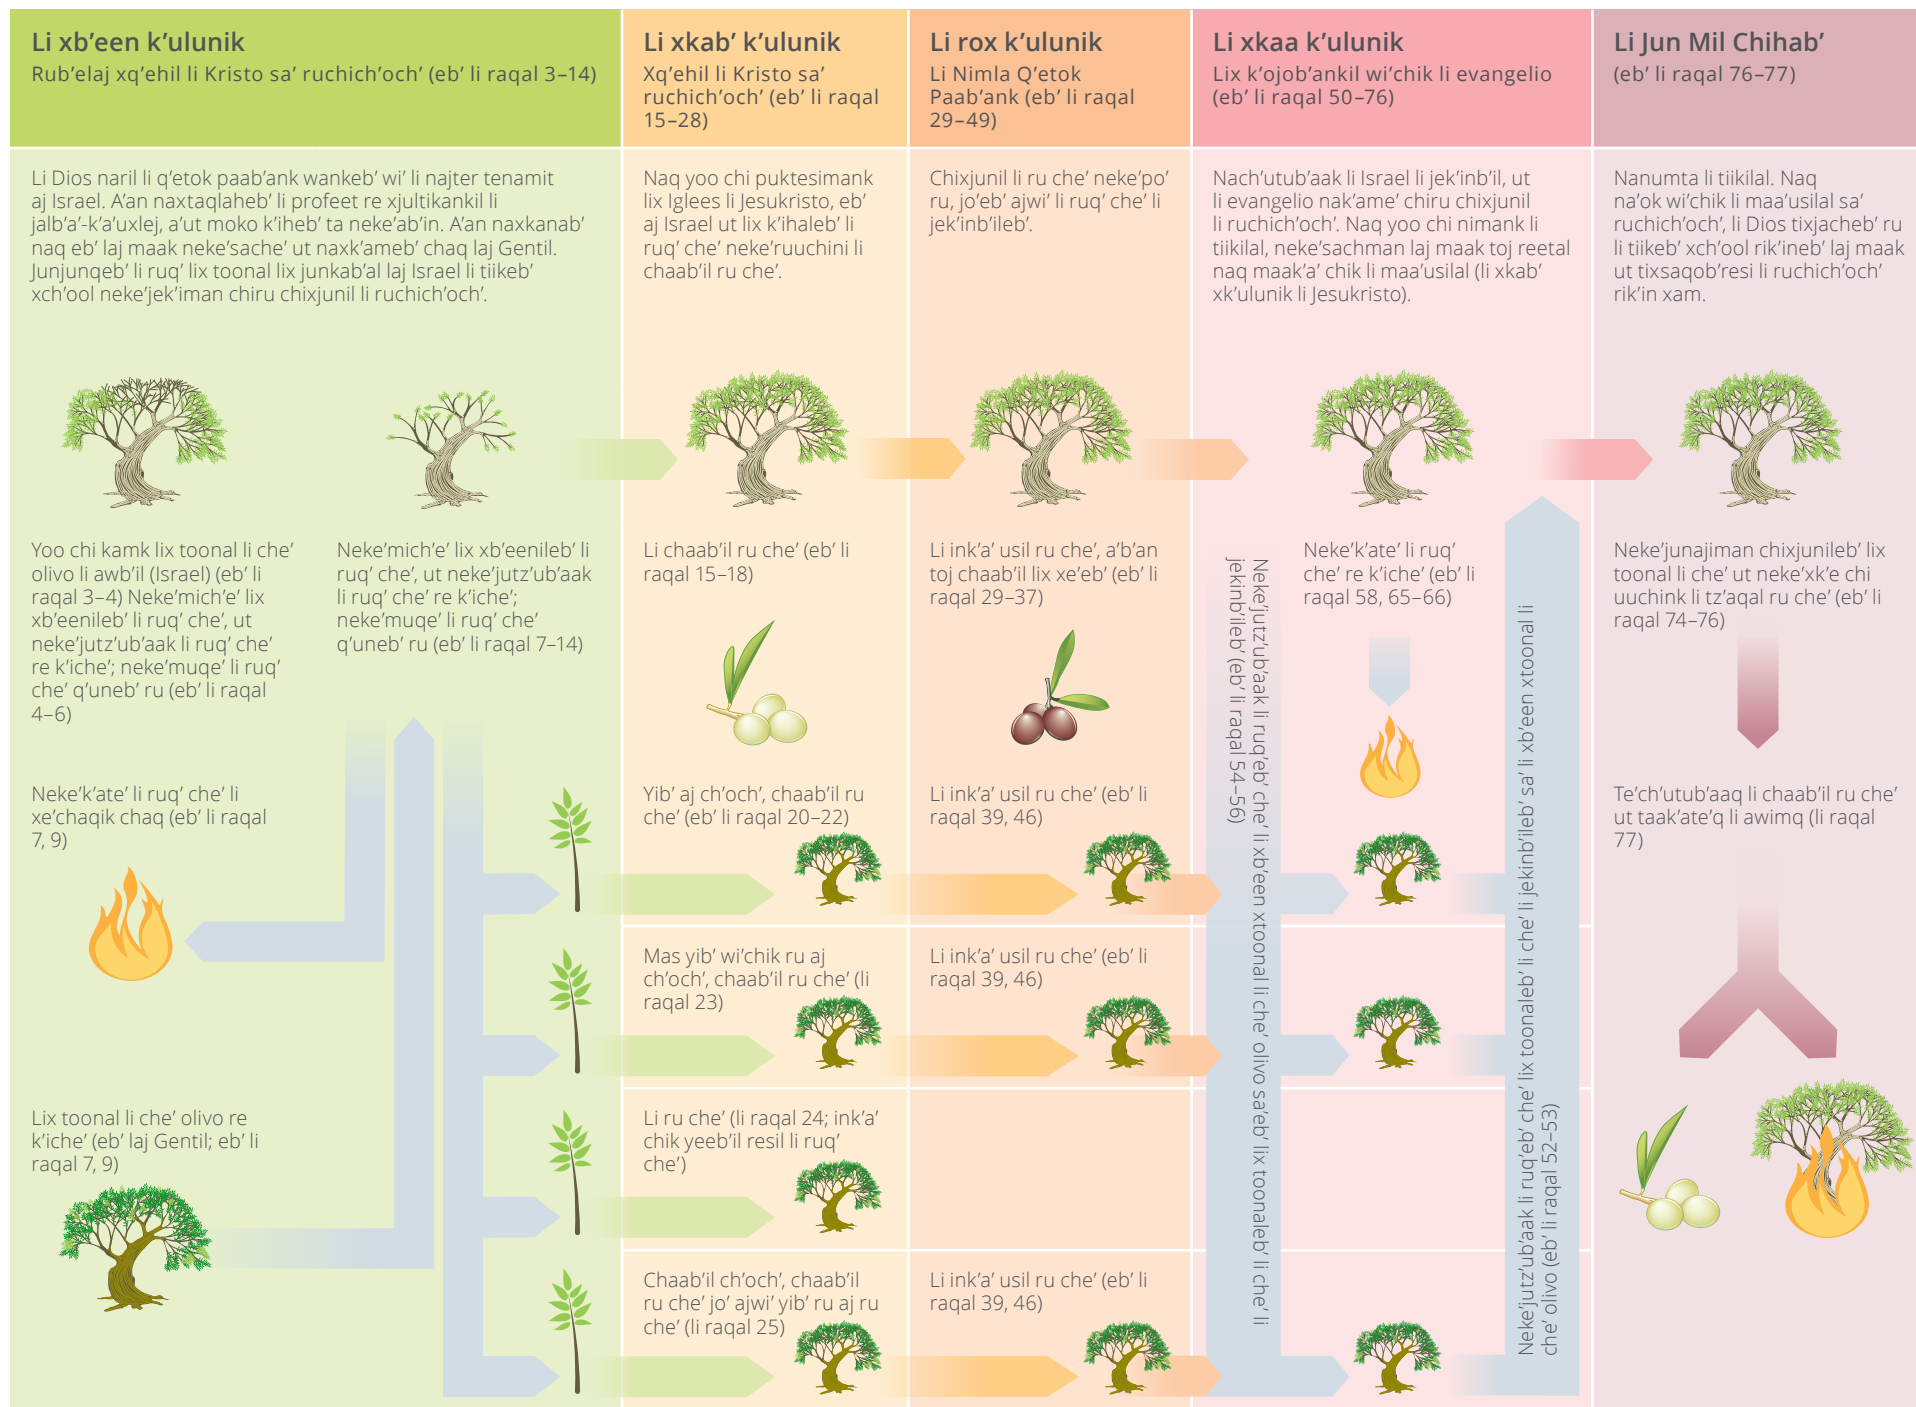 Li xb’een k’ulunik
Rub’elaj xq’ehil li Kristo sa’ ruchich’och’ (eb’ li raqal 3–14)
Li xkab’ k’ulunik
Xq’ehil li Kristo sa’
ruchich’och’ (eb’ li raqal
15–28)
Li rox k’ulunik
Li Nimla Q’etok
Paab’ank (eb’ li raqal
29–49)
Li xkaa k’ulunik
Lix k’ojob’ankil wi’chik li evangelio
(eb’ li raqal 50–76)
Li Jun Mil Chihab’
(eb’ li raqal 76–77)
Li Dios naril li q’etok paab’ank wankeb’ wi’ li najter tenamit
aj Israel. A’an naxtaqlaheb’ li profeet re xjultikankil li
jalb’a’-k’a’uxlej, a’ut moko k’iheb’ ta neke’ab’in. A’an naxkanab’
naq eb’ laj maak neke’sache’ ut naxk’ameb’ chaq laj Gentil.
Junjunqeb’ li ruq’ lix toonal lix junkab’al laj Israel li tiikeb’
xch’ool neke’jek’iman chiru chixjunil li ruchich’och’.
Naq yoo chi puktesimank
lix Iglees li Jesukristo, eb’
aj Israel ut lix k’ihaleb’ li
ruq’ che’ neke’ruuchini li
chaab’il ru che’.
Chixjunil li ru che’ neke’po’
ru, jo’eb’ ajwi’ li ruq’ che’ li
jek’inb’ileb’.
Nach’utub’aak li Israel li jek’inb’il, ut
li evangelio nak’ame’ chiru chixjunil
li ruchich’och’. Naq yoo chi nimank li
tiikilal, neke’sachman laj maak toj reetal
naq maak’a’ chik li maa’usilal (li xkab’
xk’ulunik li Jesukristo).
Nanumta li tiikilal. Naq
na’ok wi’chik li maa’usilal sa’
ruchich’och’, li Dios tixjacheb’ ru
li tiikeb’ xch’ool rik’ineb’ laj maak
ut tixsaqob’resi li ruchich’och’
rik’in xam.
Yoo chi kamk lix toonal li che’
olivo li awb’il (Israel) (eb’ li
raqal 3–4) Neke’mich’e’ lix
xb’eenileb’ li ruq’ che’, ut
neke’jutz’ub’aak li ruq’ che’
re k’iche’; neke’muqe’ li ruq’
che’ q’uneb’ ru (eb’ li raqal
4–6)
Neke’mich’e’ lix xb’eenileb’ li
ruq’ che’, ut neke’jutz’ub’aak
li ruq’ che’ re k’iche’;
neke’muqe’ li ruq’ che’
q’uneb’ ru (eb’ li raqal 7–14)
Li chaab’il ru che’ (eb’ li
raqal 15–18)
Li ink’a’ usil ru che’, a’b’an
toj chaab’il lix xe’eb’ (eb’ li
raqal 29–37)
Neke’jutz’ub’aak li ruq’eb’ che’ li xb’een xtoonal li che’ olivo sa’eb’ lix toonaleb’ li che’ li
jekinb’ileb’ (eb’ li raqal 54–56)
Neke’k’ate’ li ruq’
che’ re k’iche’ (eb’ li
raqal 58, 65–66)
Neke’jutz’ub’aak li ruq’eb’ che’ lix toonaleb’ li che’ li jekinb’ileb’ sa’ li xb’een xtoonal li
che’ olivo (eb’ li raqal 52–53)
Neke’junajiman chixjunileb’ lix
toonal li che’ ut neke’xk’e chi
uuchink li tz’aqal ru che’ (eb’ li
raqal 74–76)
Neke’k’ate’ li ruq’ che’ li
xe’chaqik chaq (eb’ li raqal
7, 9)
Yib’ aj ch’och’, chaab’il ru
che’ (eb’ li raqal 20–22)
Li ink’a’ usil ru che’ (eb’ li
raqal 39, 46)
Te’ch’utub’aaq li chaab’il ru che’
ut taak’ate’q li awimq (li raqal
77)
Mas yib’ wi’chik ru aj
ch’och’, chaab’il ru che’ (li
raqal 23)
Li ink’a’ usil ru che’ (eb’ li
raqal 39, 46)
Lix toonal li che’ olivo re
k’iche’ (eb’ laj Gentil; eb’ li
raqal 7, 9)
Li ru che’ (li raqal 24; ink’a’
chik yeeb’il resil li ruq’
che’)
Chaab’il ch’och’, chaab’il
ru che’ jo’ ajwi’ yib’ ru aj ru
che’ (li raqal 25)
Li ink’a’ usil ru che’ (eb’ li
raqal 39, 46)